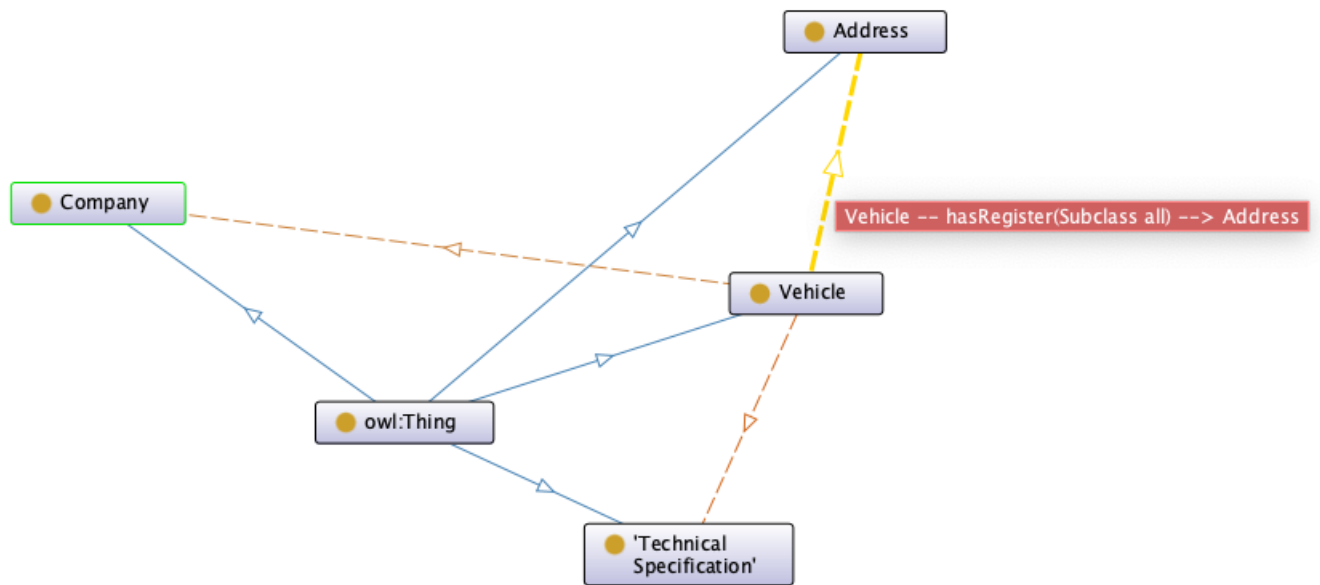 Address
Company
Vehicle -- hasRegister(Subclass all) --> Address
Vehicle
owl:Thing
'Technical
Specification'